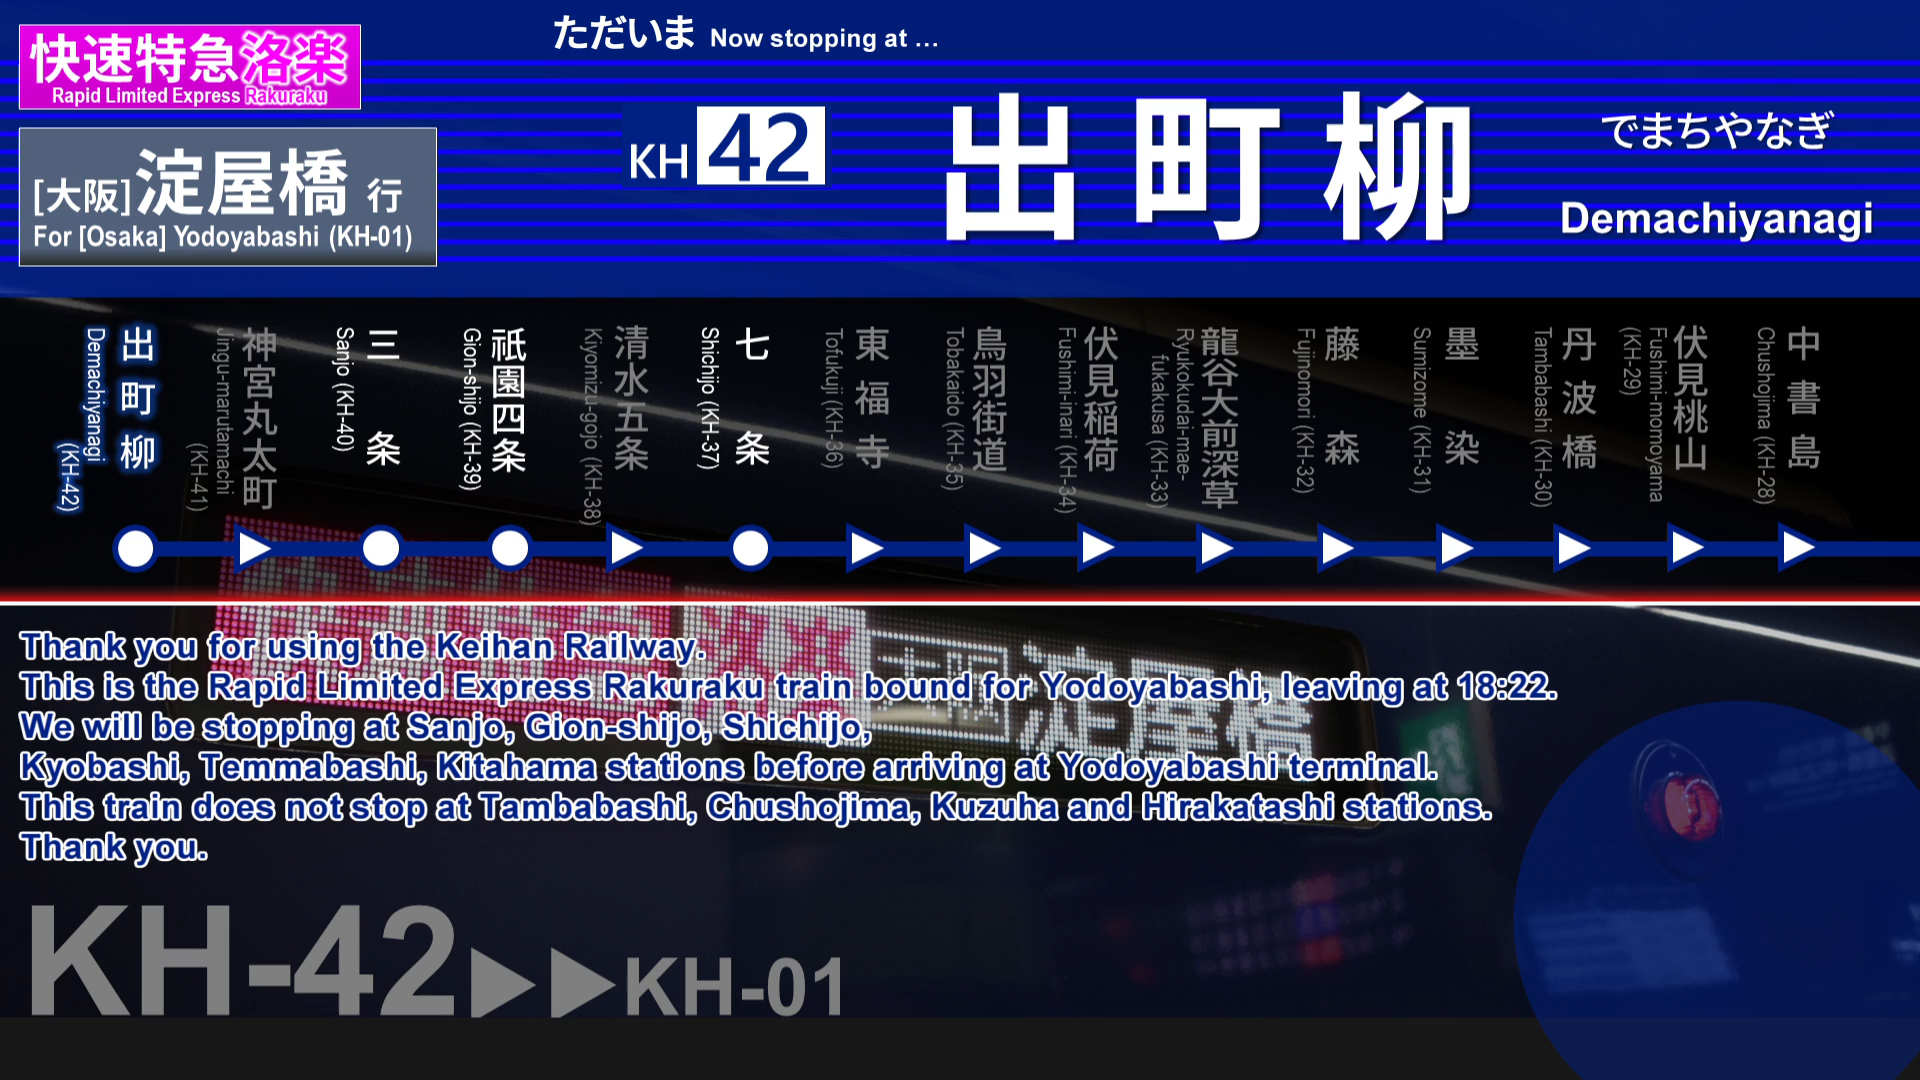 快速特急洛楽
Rapid Limited Express Rakuraku
[大阪]淀屋橋 行
For [Osaka] Yodoyabashi (KH-01)
ただいま Now stopping at ...
KH 42
出町柳
でまちやなぎ
Demachiyanagi
出町柳
Demachiyanagi
(KH-42)
神宮丸太町
Jingu-marutamachi
(KH-41)
三条
Sanjo (KH-40)
祇園四条
Gion-shijo (KH-39)
清水五条
Kiyomizu-gojo (KH-38)
七条
Shichijo (KH-37)
東福寺
Tofukuji (KH-36)
鳥羽街道
Tobakaido (KH-35)
伏見稲荷
Fushimi-inari (KH-34)
龍谷大前深草
Ryukokudai-mae-
fukakusa (KH-33)
藤森
Fujinomori (KH-32)
墨染
Sumizome (KH-31)
丹波橋
Tambabashi (KH-30)
伏見桃山
Fushimi-momoyama
(KH-29)
中書島
Chushojima (KH-28)
洛楽 大阪 淀屋橋
Thank you for using the Keihan Railway.
This is the Rapid Limited Express Rakuraku train bound for Yodoyabashi, leaving at 18:22.
We will be stopping at Sanjo, Gion-shijo, Shichijo,
Kyobashi, Temmabashi, Kitahama stations before arriving at Yodoyabashi terminal.
This train does not stop at Tambabashi, Chushojima, Kuzuha and Hirakatashi stations.
Thank you.
KH-42▶▶KH-01